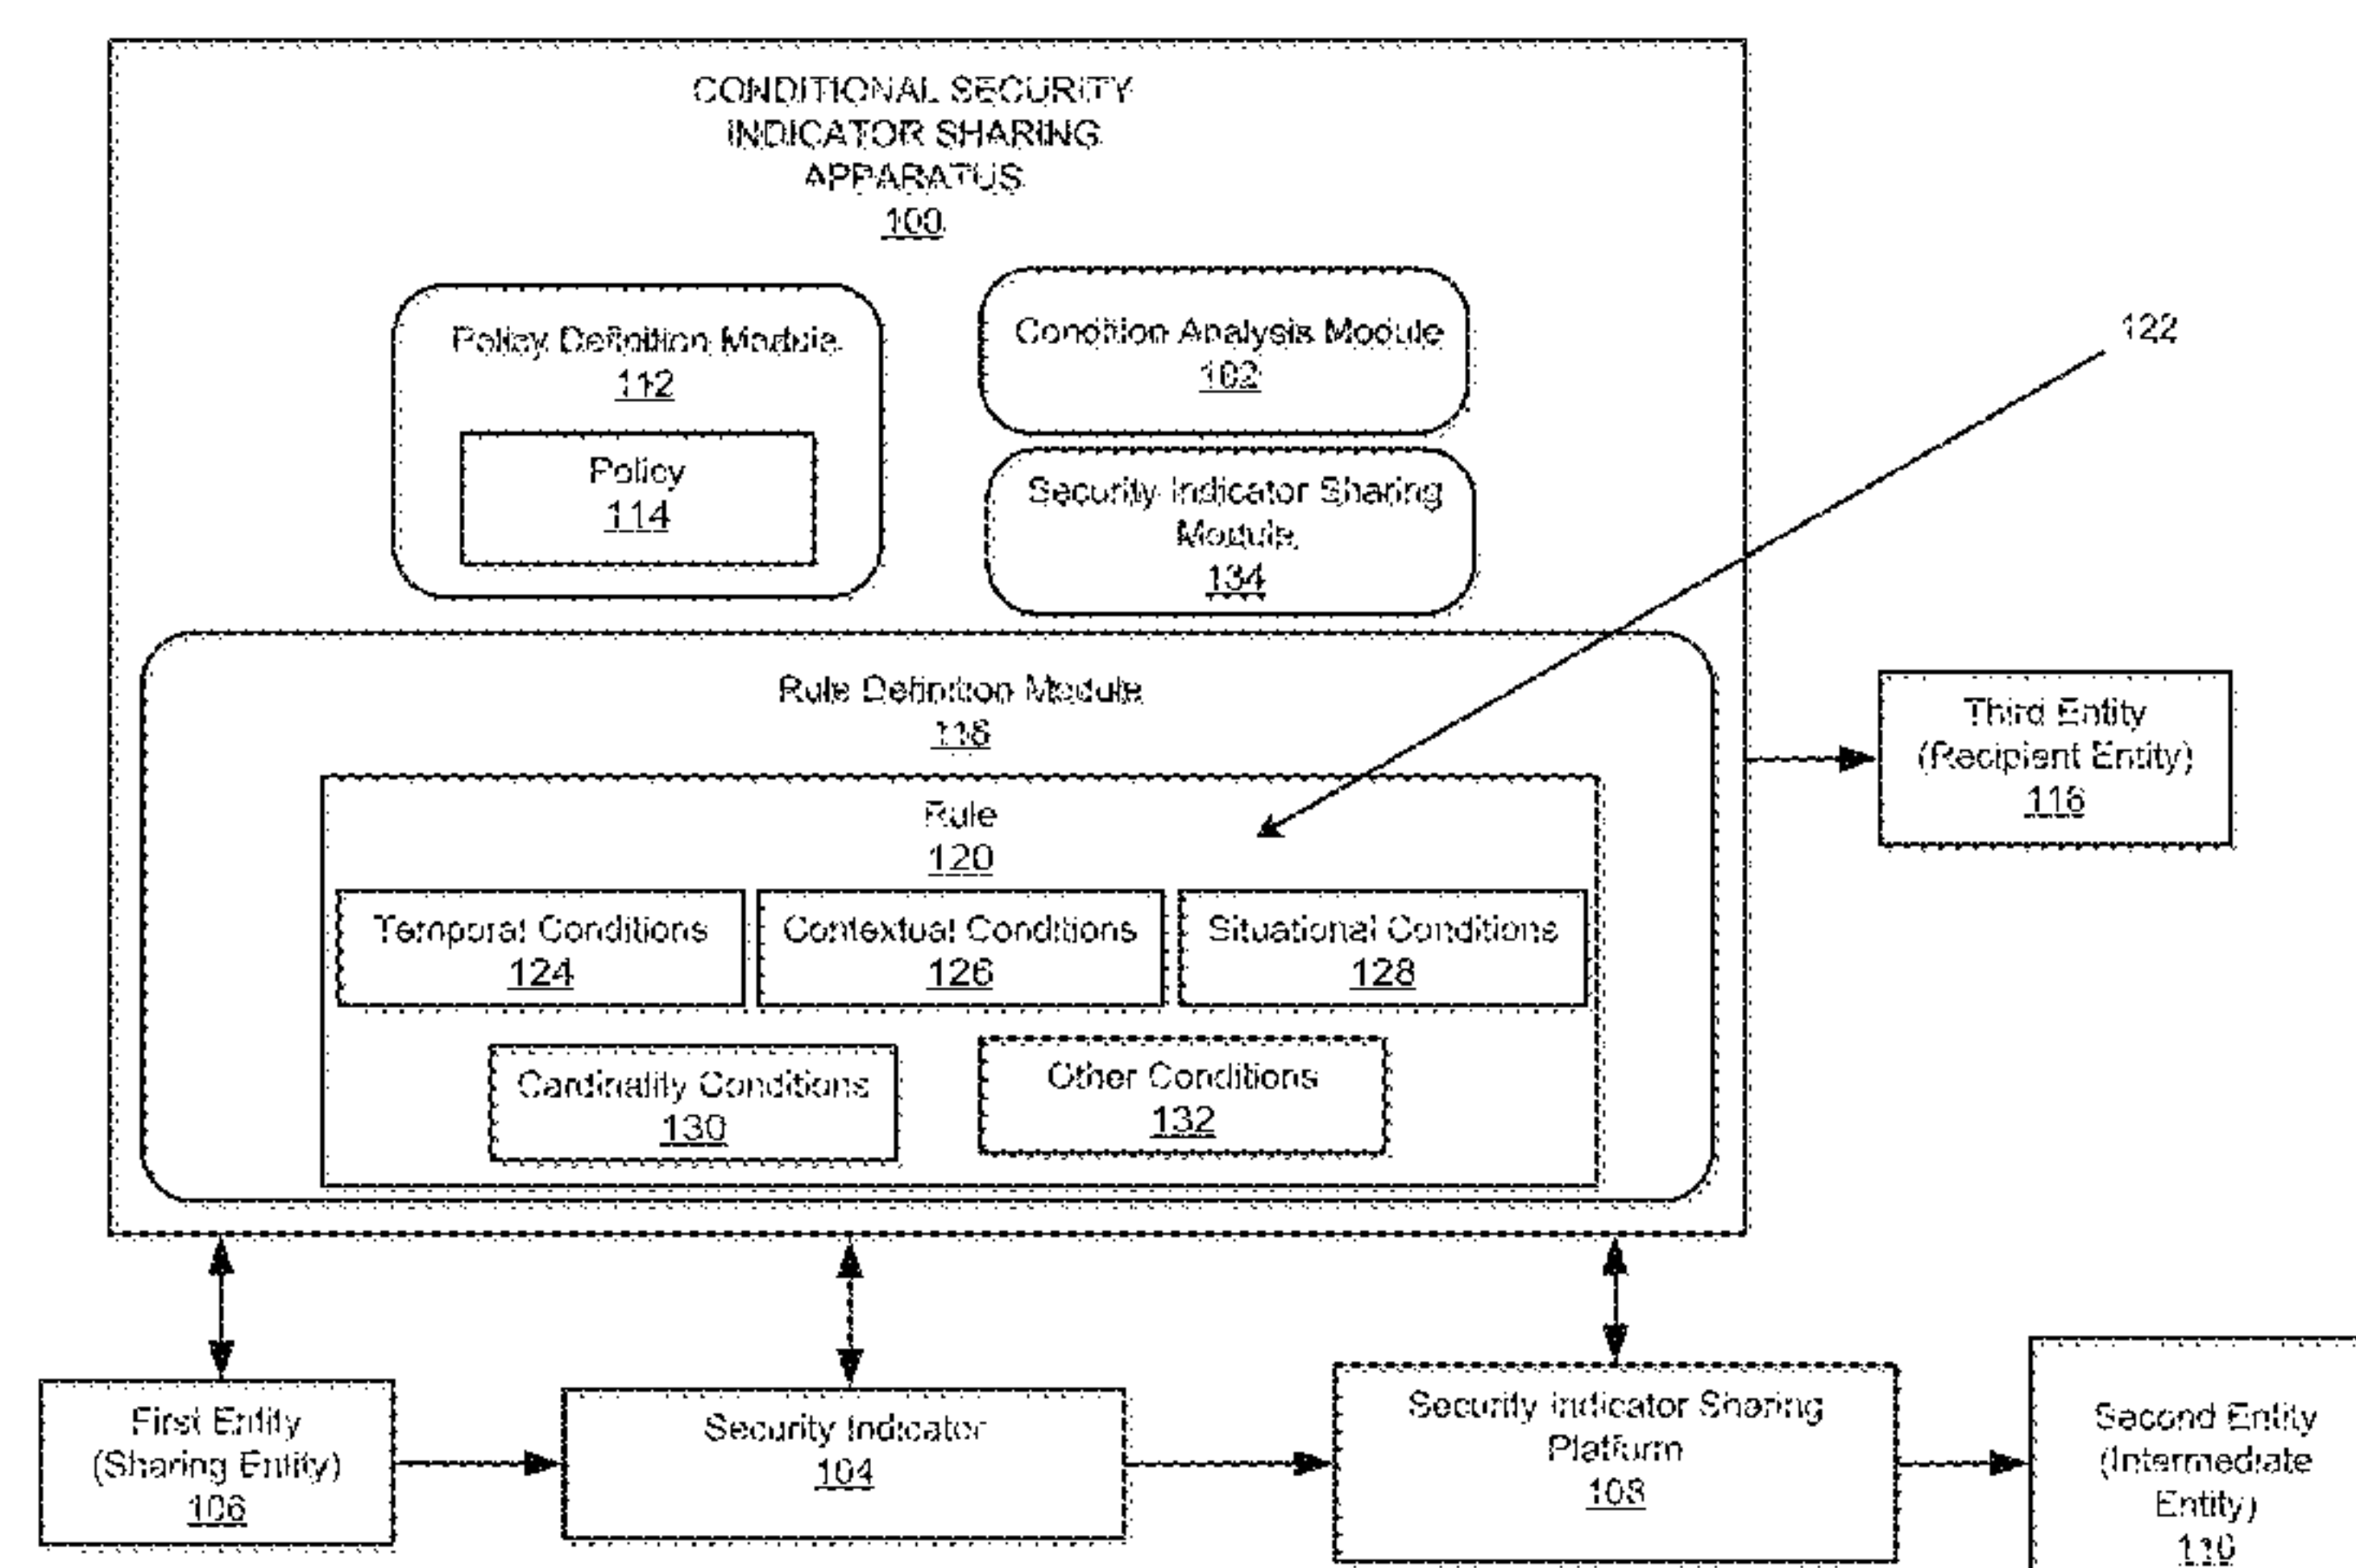 CONDITIONAL SECURITY
INDICATOR SHARING
APPARATUS
100
Policy Definition Module
112
Policy
114
Condition Analysis Module
102
Security Indicator Sharing
Module
134
122
Rule Definition Module
118
Rule
120
Temporal Conditions
124
Contextual Conditions
126
Situational Conditions
128
Cardinality Conditions
130
Other Conditions
132
Third Entity
(Recipient Entity)
116
First Entity
(Sharing Entity)
106
Security Indicator
104
Security Indicator Sharing
Platform
108
Second Entity
(Intermediate
Entity)
110